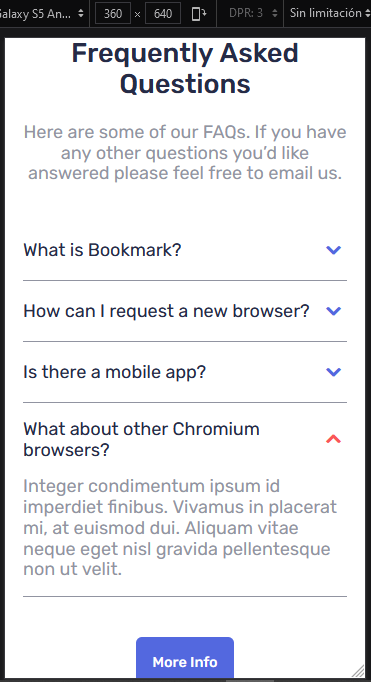 Galaxy S5 An...
360 × 640
DPR: 3
Sin limitación
Frequently Asked
Questions
Here are some of our FAQs. If you have
any other questions you’d like
answered please feel free to email us.
What is Bookmark?
How can I request a new browser?
Is there a mobile app?
What about other Chromium
browsers?
Integer condimentum ipsum id
imperdiet finibus. Vivamus in placerat
mi, at euismod dui. Aliquam vitae
neque eget nisl gravida pellentesque
non ut velit.
More Info